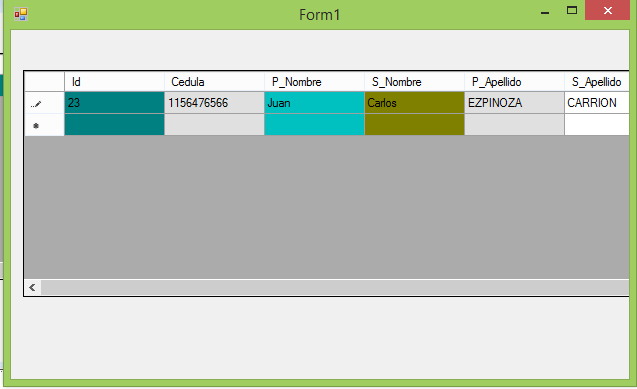 Form1
Id Cedula P_Nombre S_Nombre P_Apellido S_Apellido
23 1156476566 Juan Carlos EZPINOZA CARRION